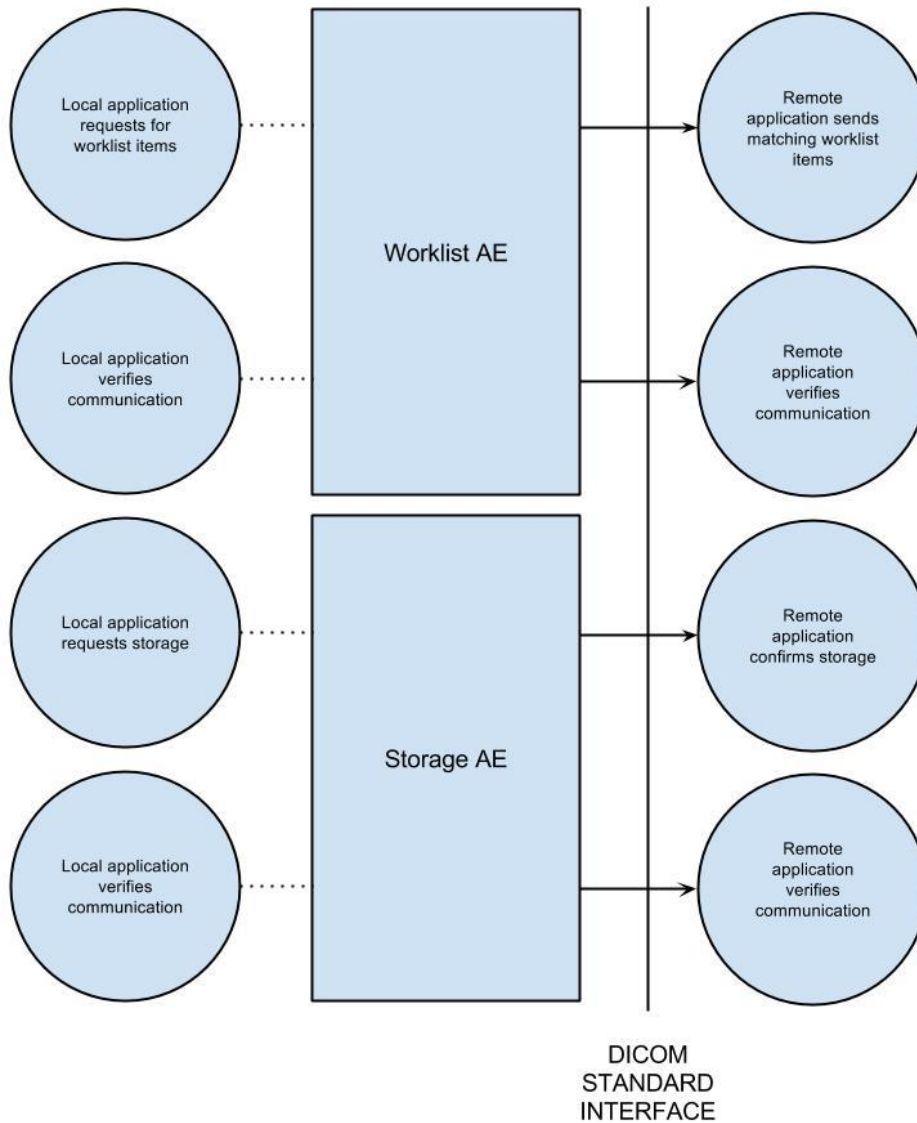 Local application
requests for
worklist items
Remote
application sends
matching worklist
items
Worklist AE
Local application
verifies
communication
Remote
application
verifies
communication
Local application
requests storage
Remote
application
confirms storage
Storage AE
Local application
verifies
communication
Remote
application
verifies
communication
DICOM
STANDARD
INTERFACE